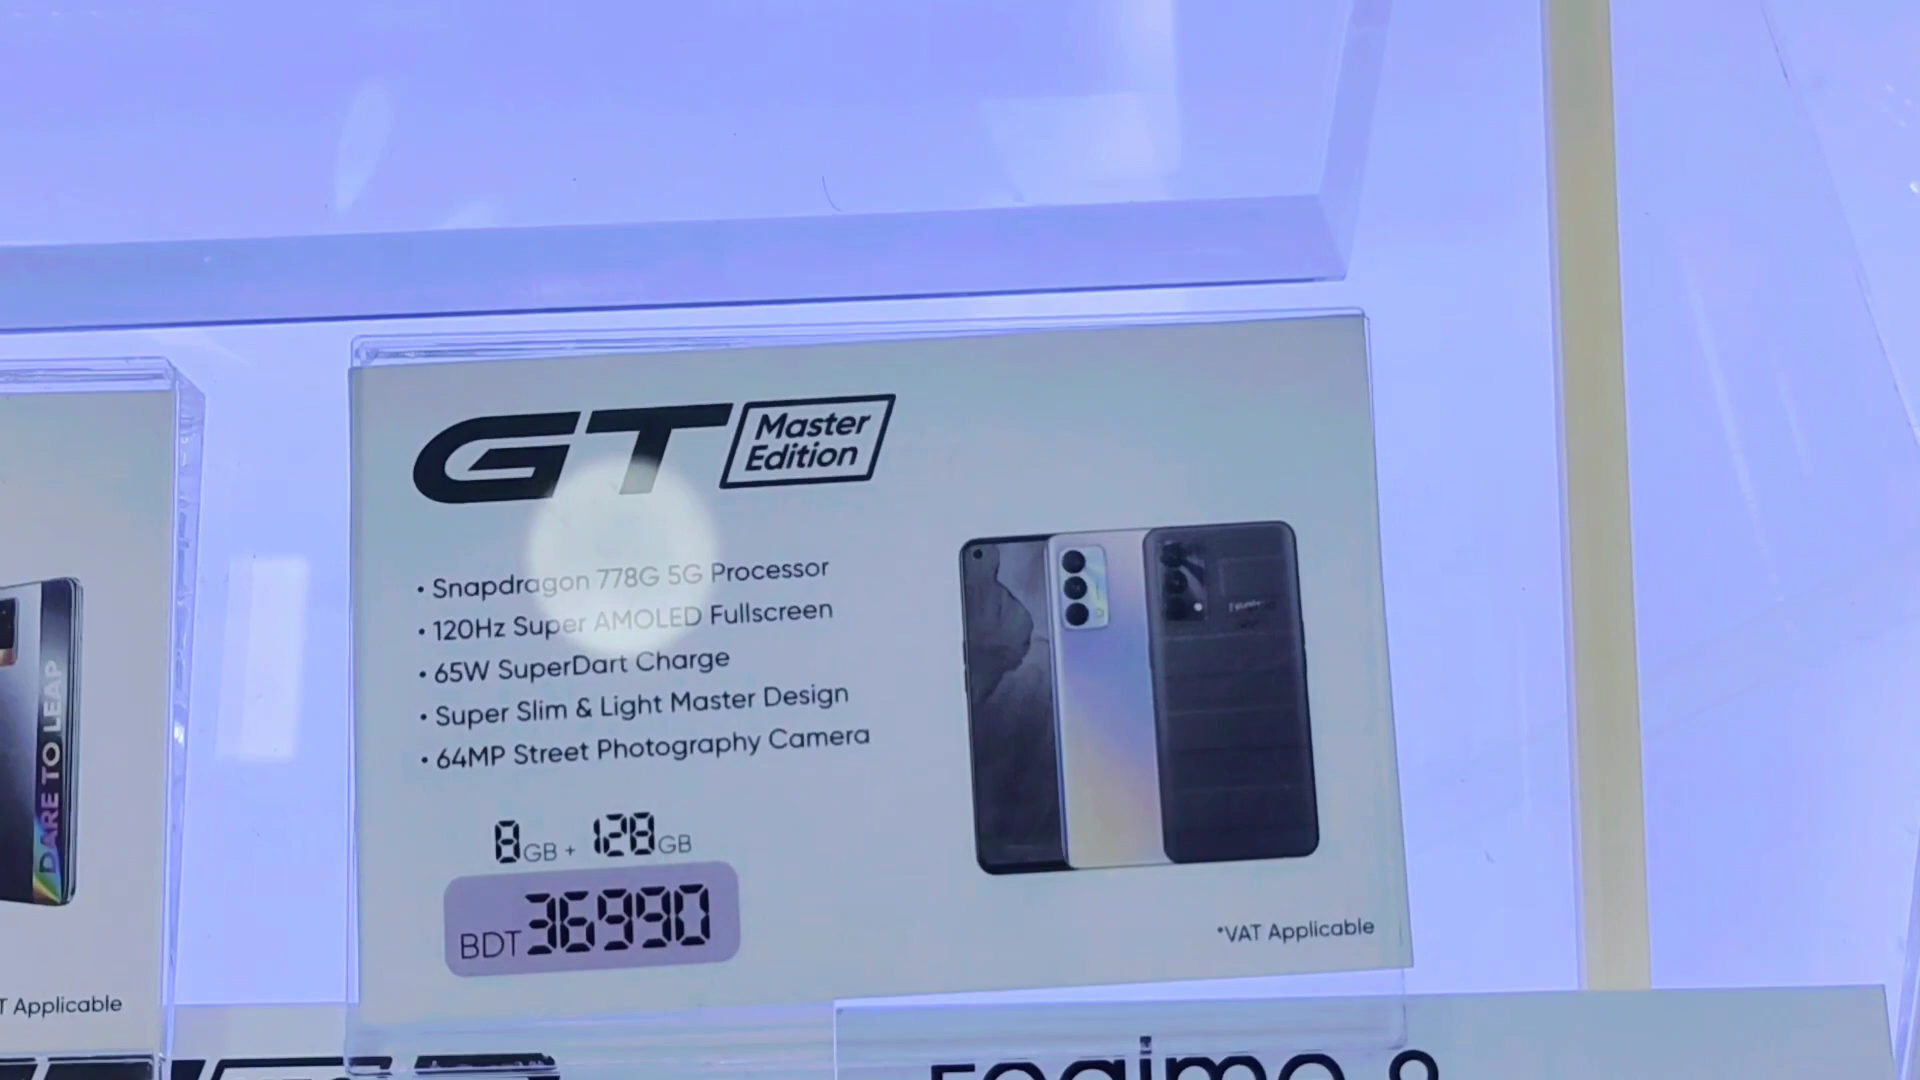 GT Master Edition
• Snapdragon 778G 5G Processor
• 120Hz Super AMOLED Fullscreen
• 65W SuperDart Charge
• Super Slim & Light Master Design
• 64MP Street Photography Camera
8GB + 128GB
BDT 36990
*VAT Applicable
DARE TO LEAP
T Applicable
realme